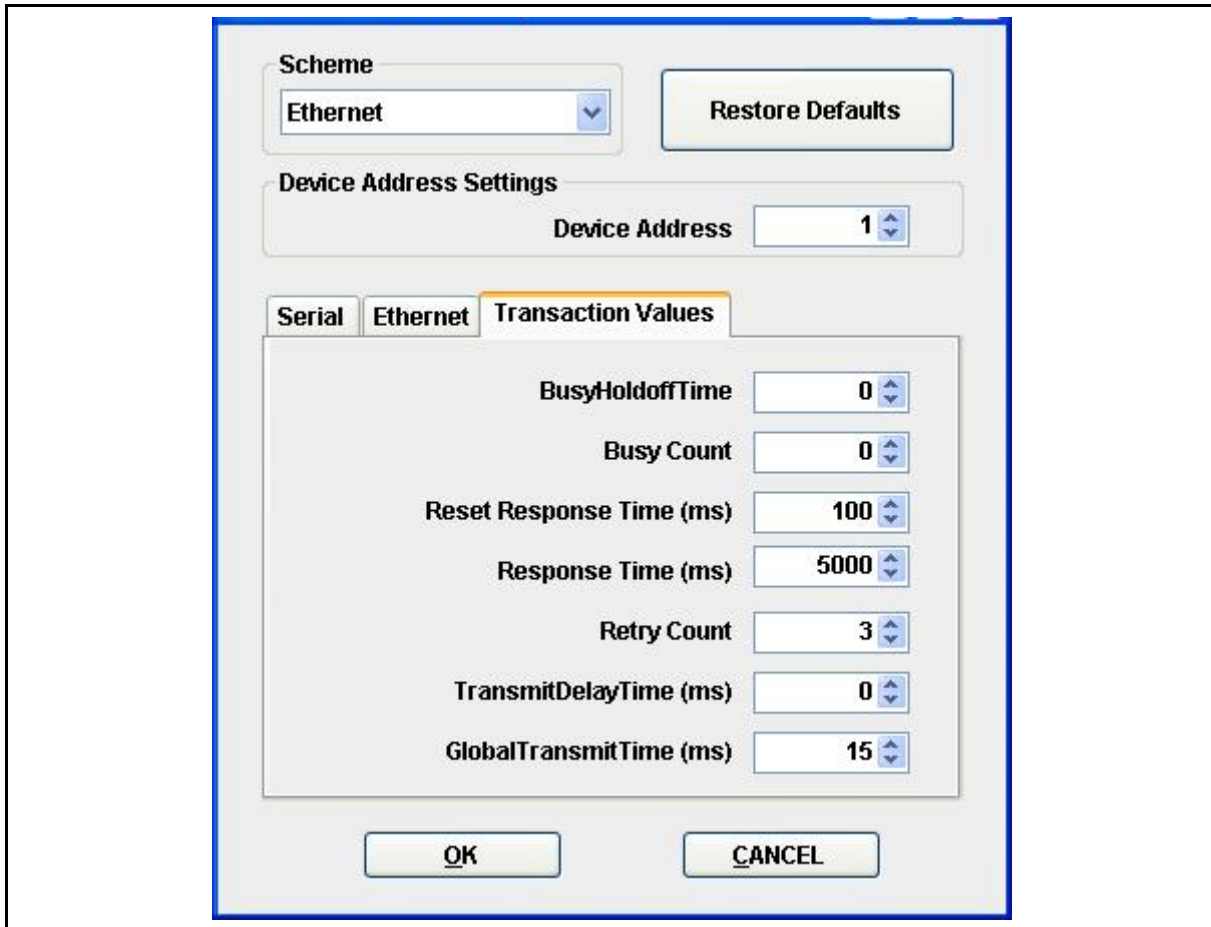 Scheme
Ethernet
Restore Defaults
Device Address Settings
Device Address 1
Serial Ethernet Transaction Values
BusyHoldoffTime 0
Busy Count 0
Reset Response Time (ms) 100
Response Time (ms) 5000
Retry Count 3
TransmitDelayTime (ms) 0
GlobalTransmitTime (ms) 15
OK CANCEL